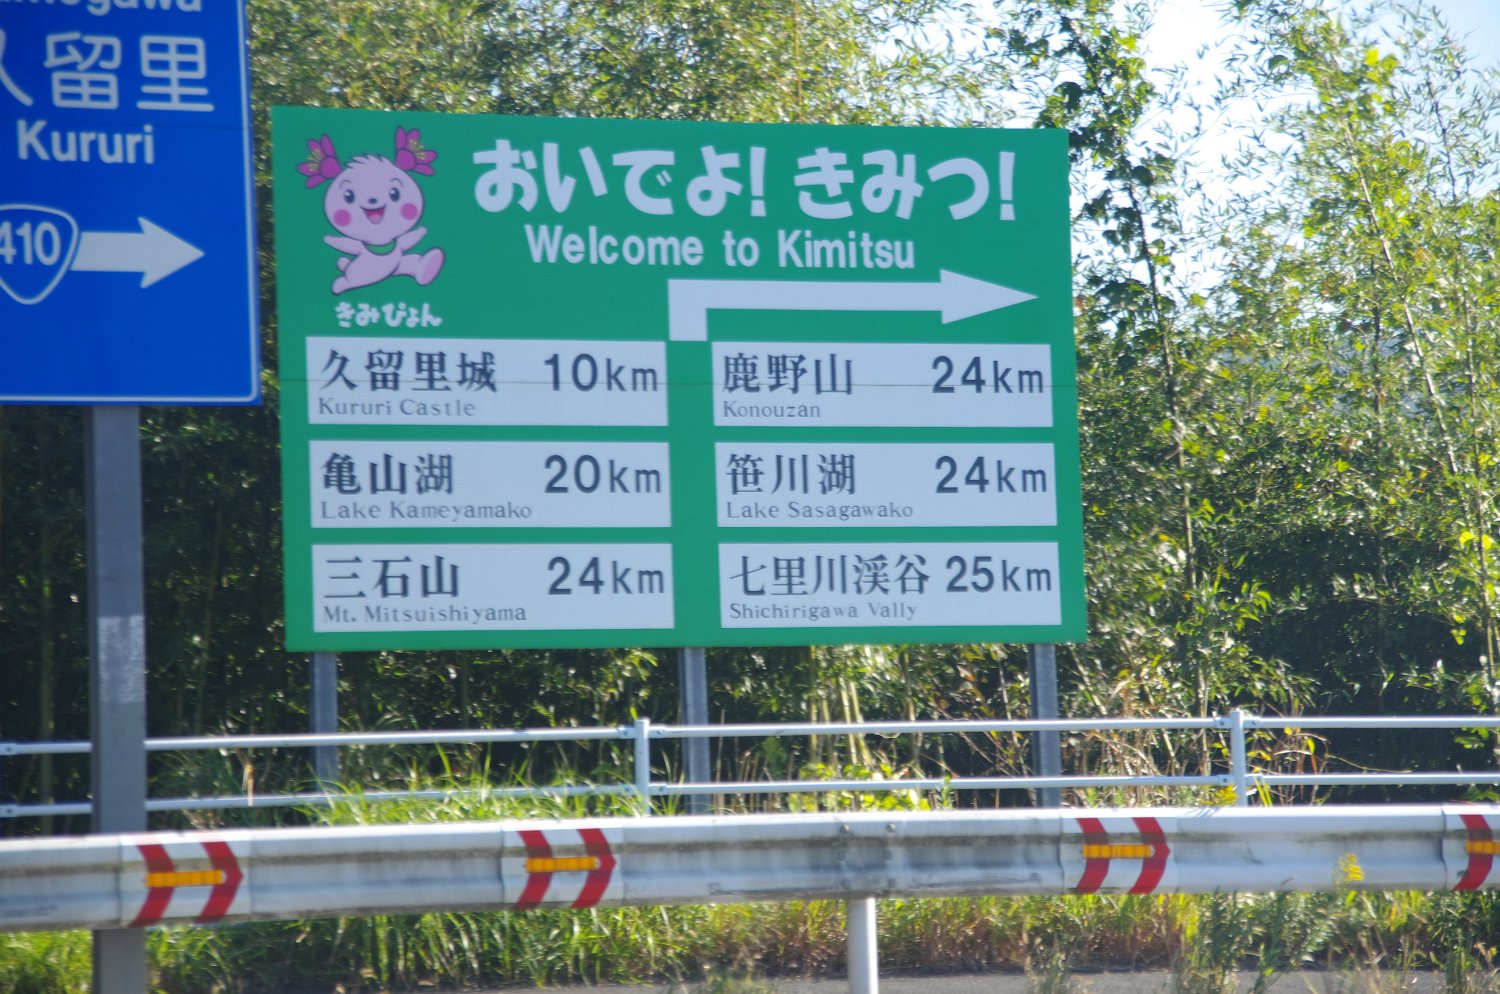 久留里
Kururi
410
おいでよ!きみつ!
Welcome to Kimitsu
きみぴょん
久留里城 10km
Kururi Castle
亀山湖 20km
Lake Kameyamako
三石山 24km
Mt. Mitsuishiyama
鹿野山 24km
Konouzan
笹川湖 24km
Lake Sasagawako
七里川渓谷 25km
Shichirigawa Vally